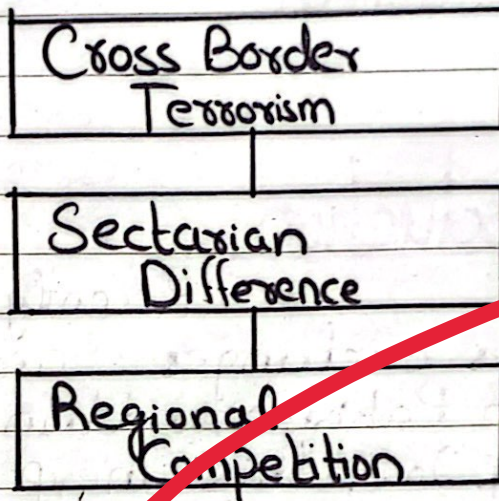 Cross Border
Terrorism
Sectarian
Difference
Regional
Competition